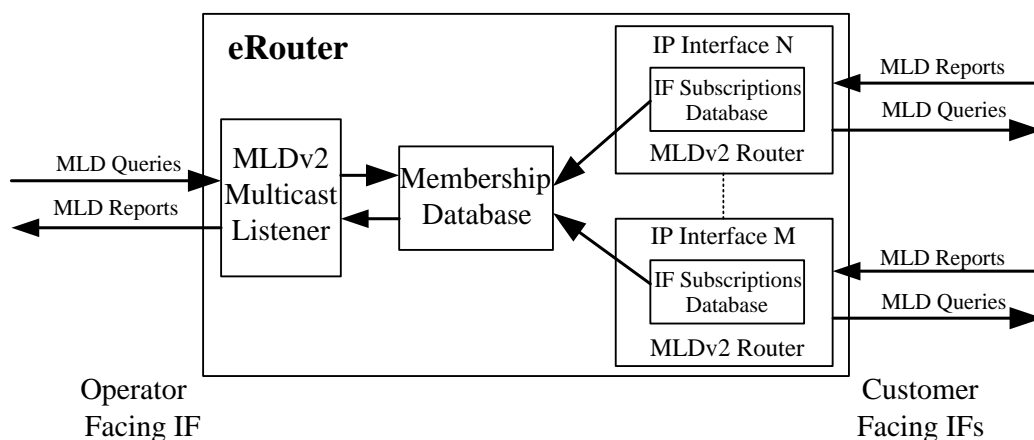 eRouter
IP Interface N
IF Subscriptions
Database
MLDv2 Router
MLD Reports
MLD Queries
MLD Queries
MLD Reports
MLDv2
Multicast
Listener
Membership
Database
IP Interface M
IF Subscriptions
Database
MLDv2 Router
MLD Reports
MLD Queries
Operator
Facing IF
Customer
Facing IFs